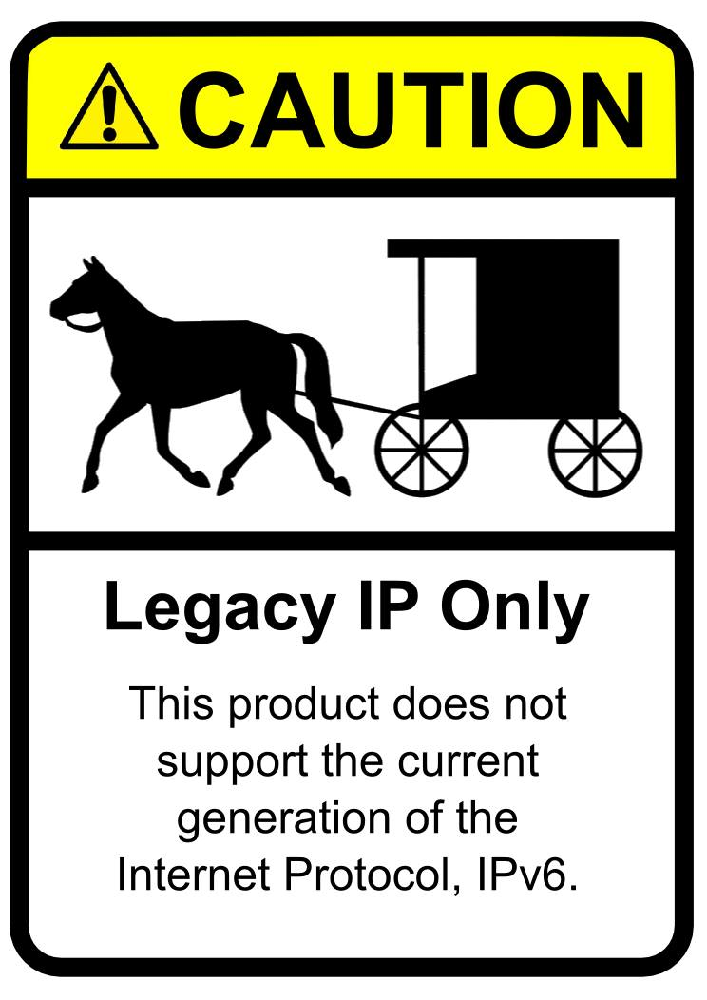 CAUTION
Legacy IP Only
This product does not
support the current
generation of the
Internet Protocol, IPv6.